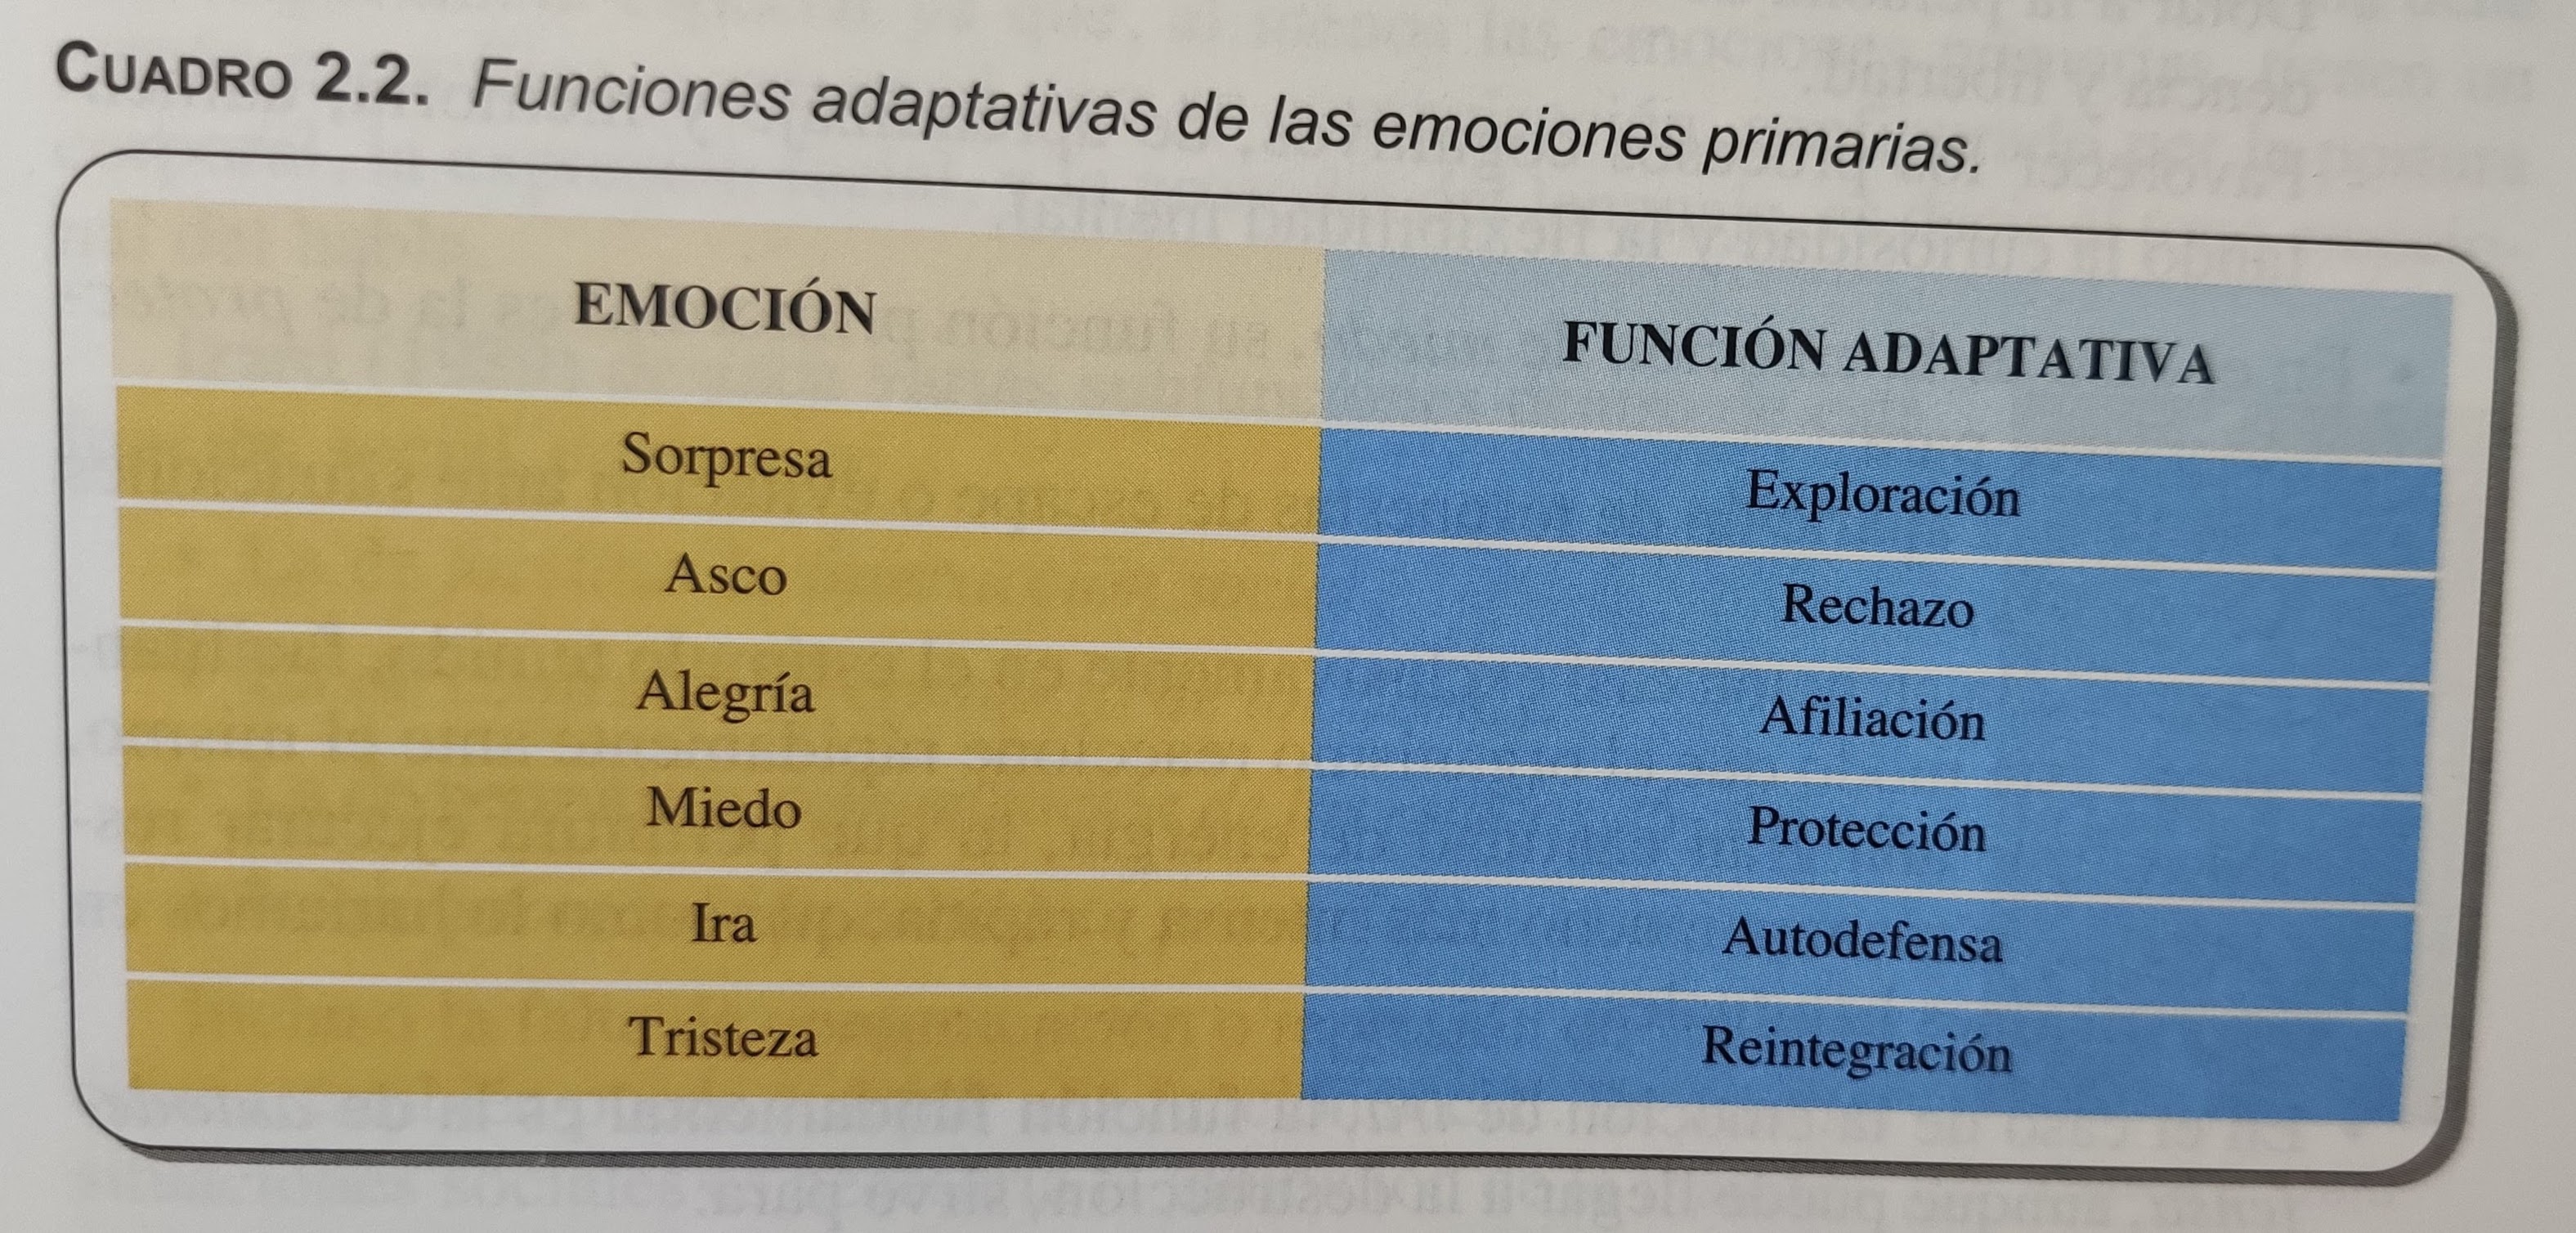 CUADRO 2.2. Funciones adaptativas de las emociones primarias.
EMOCIÓN FUNCIÓN ADAPTATIVA
Sorpresa Exploración
Asco Rechazo
Alegría Afiliación
Miedo Protección
Ira Autodefensa
Tristeza Reintegración